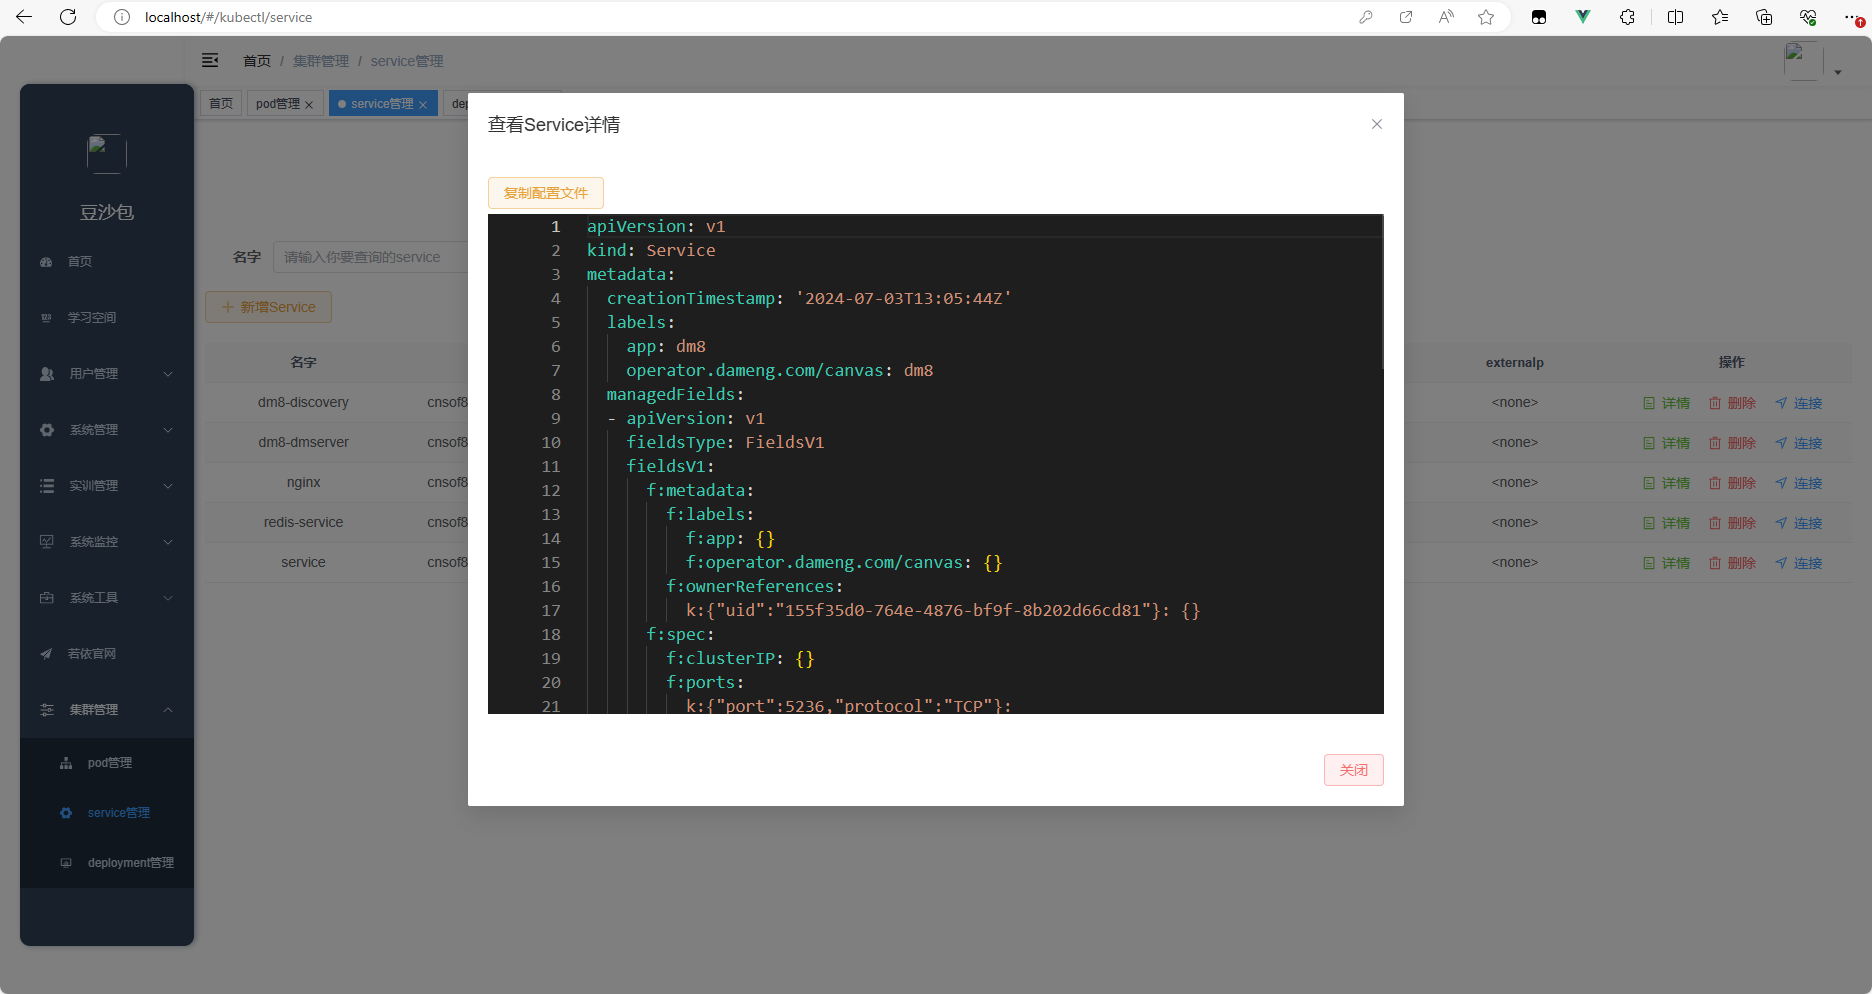 localhost/#/kubectl/service
首页 / 集群管理 / service管理
首页
pod管理
service管理
豆沙包
首页
学习空间
用户管理
系统管理
实训管理
系统监控
系统工具
若依官网
集群管理
pod管理
service管理
deployment管理
名字 请输入你要查询的service
新增Service
名字 externalp 操作
dm8-discovery cnsof8 <none> 详情 删除 连接
dm8-dmserver cnsof8 <none> 详情 删除 连接
nginx cnsof8 <none> 详情 删除 连接
redis-service cnsof8 <none> 详情 删除 连接
service cnsof8 <none> 详情 删除 连接
查看Service详情
复制配置文件
1 apiVersion: v1
2 kind: Service
3 metadata:
4 creationTimestamp: '2024-07-03T13:05:44Z'
5 labels:
6 app: dm8
7 operator.dameng.com/canvas: dm8
8 managedFields:
9 - apiVersion: v1
10 fieldsType: FieldsV1
11 fieldsV1:
12 f:metadata:
13 f:labels:
14 f:app: {}
15 f:operator.dameng.com/canvas: {}
16 f:ownerReferences:
17 k:{"uid":"155f35d0-764e-4876-bf9f-8b202d66cd81"}: {}
18 f:spec:
19 f:clusterIP: {}
20 f:ports:
21 k:{"port":5236,"protocol":"TCP"}:
关闭